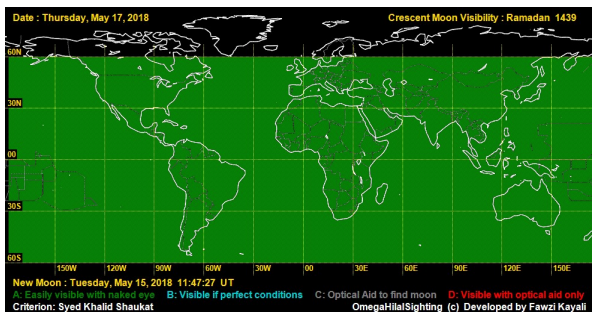 Date : Thursday, May 17, 2018 Crescent Moon Visibility : Ramadan 1439
60N
30N
00
30S
60S
150W 120W 90W 60W 30W 00 30E 60E 90E 120E 150E
New Moon : Tuesday, May 15, 2018 11:47:27 UT
A: Easily visible with naked eye B: Visible if perfect conditions C: Optical Aid to find moon D: Visible with optical aid only
Criterion: Syed Khalid Shaukat OmegaHilalSighting (c) Developed by Fawzi Kayali